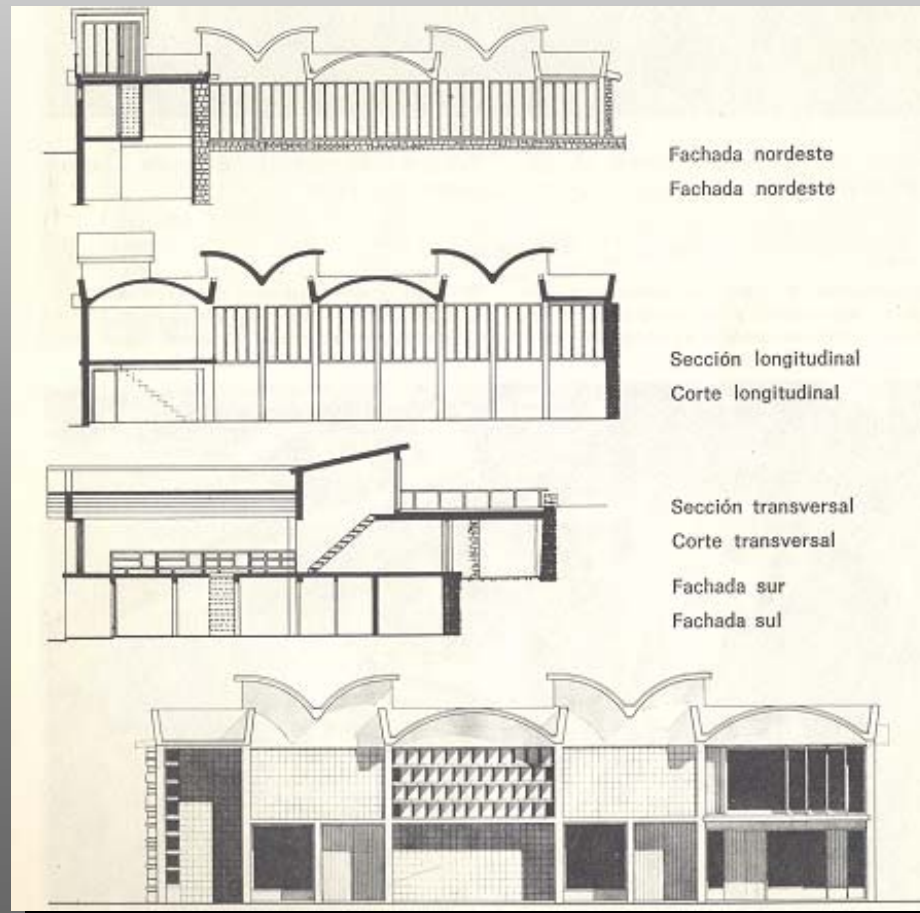 Fachada nordeste
Fachada nordeste
Sección longitudinal
Corte longitudinal
Sección transversal
Corte transversal
Fachada sur
Fachada sul